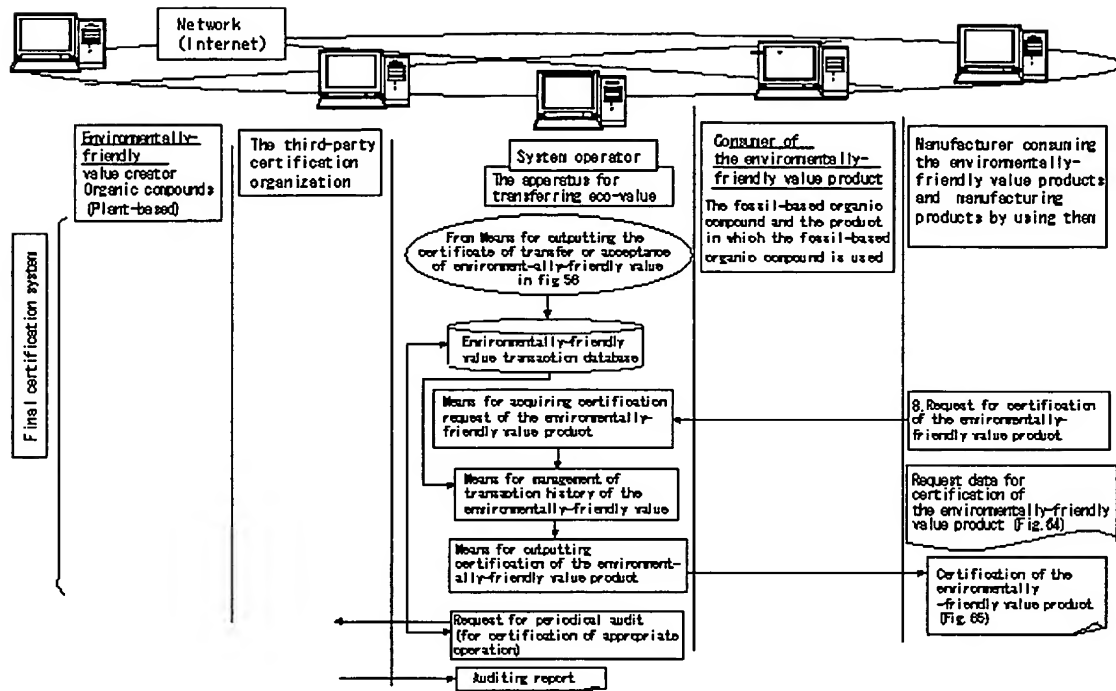 Network
(Internet)
Environmentally-
friendly
value creator
Organic compounds
(Plant-based)
The third-party
certification
organization
System operator
The apparatus for
transferring eco-value
Consumer of
the environmentally-
friendly value product
The fossil-based organic
compound and the product
in which the fossil-based
organic compound is used
Manufacturer consuming
the environmentally-
friendly value products
and manufacturing
products by using them
Final certification system
From Means for outputting the
certificate of transfer or acceptance
of environment-ally-friendly value
in fig 56
Environmentally-friendly
value transaction database
Means for acquiring certification
request of the environmentally-
friendly value product
8. Request for certification
of the environmentally-
friendly value product
Means for management of
transaction history of the
environmentally-friendly value
Request data for
certification of
the environmentally-friendly
value product (Fig. 64)
Means for outputting
certification of the environment-
ally-friendly value product
Certification of the
environmentally
-friendly value product
(Fig. 65)
Request for periodical audit
(for certification of appropriate
operation)
Auditing report